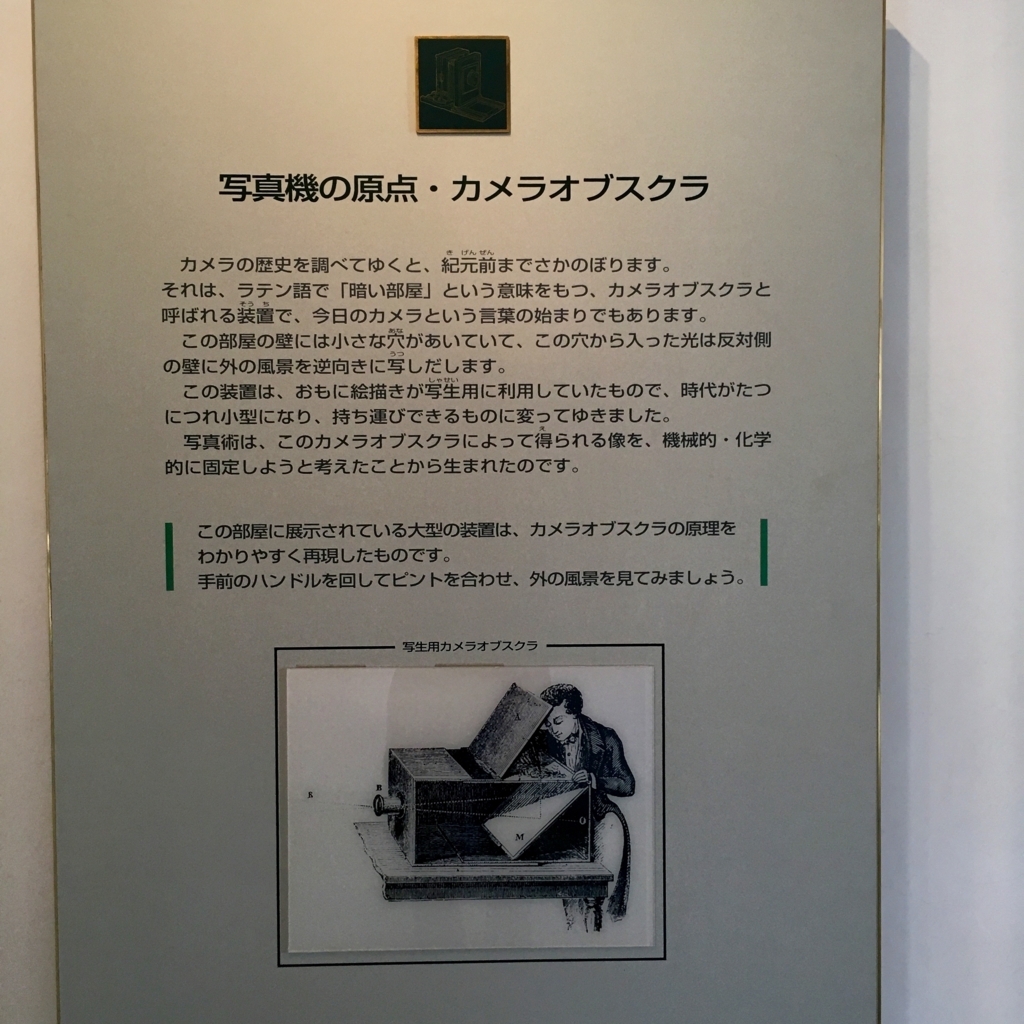 写真機の原点・カメラオブスクラ
カメラの歴史を調べてゆくと、紀元前までさかのぼります。
それは、ラテン語で「暗い部屋」という意味をもつ、カメラオブスクラと
呼ばれる装置で、今日のカメラという言葉の始まりでもあります。
この部屋の壁には小さな穴があいていて、この穴から入った光は反対側
の壁に外の風景を逆向きに写しだします。
この装置は、おもに絵描きが写生用に利用していたもので、時代がたつ
につれ小型になり、持ち運びできるものに変ってゆきました。
写真術は、このカメラオブスクラによって得られる像を、機械的・化学
的に固定しようと考えたことから生まれたのです。
この部屋に展示されている大型の装置は、カメラオブスクラの原理を
わかりやすく再現したものです。
手前のハンドルを回してピントを合わせ、外の風景を見てみましょう。
写生用カメラオブスクラ
B
M
O